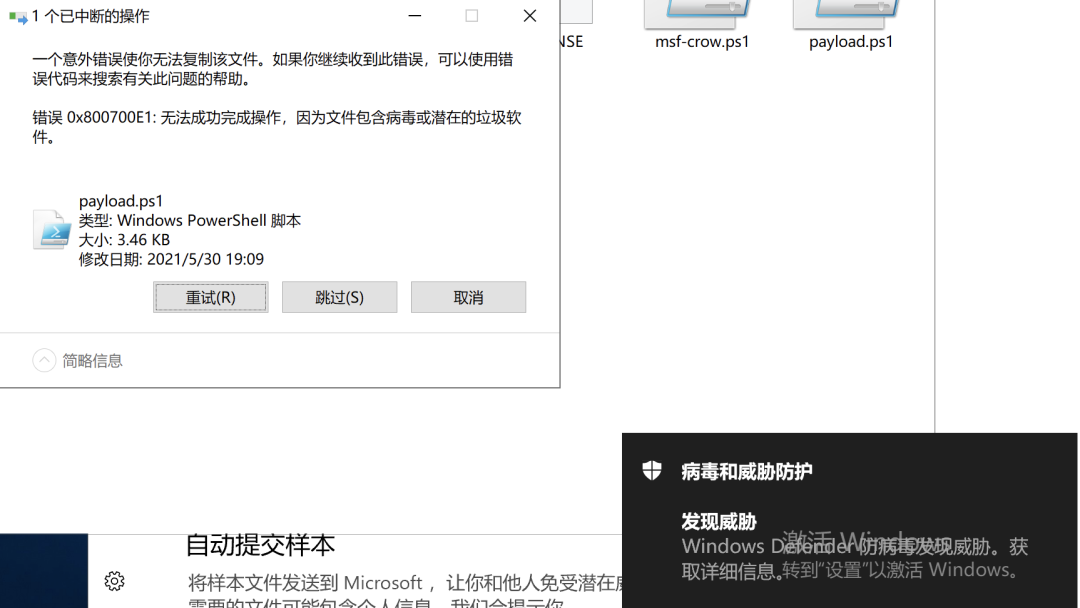 1 个已中断的操作
一个意外错误使你无法复制该文件。如果你继续收到此错误，可以使用错
误代码来搜索有关此问题的帮助。
错误 0x800700E1: 无法成功完成操作，因为文件包含病毒或潜在的垃圾软
件。
payload.ps1
类型: Windows PowerShell 脚本
大小: 3.46 KB
修改日期: 2021/5/30 19:09
重试(R)
跳过(S)
取消
简略信息
NSE
msf-crow.ps1
payload.ps1
自动提交样本
将样本文件发送到 Microsoft ，让你和他人免受潜在威
需要的文件可能包含个人信息，我们会提示你
病毒和威胁防护
发现威胁
Windows Defender 防病毒发现威胁。获
取详细信息。
激活 Windows
转到“设置”以激活 Windows。